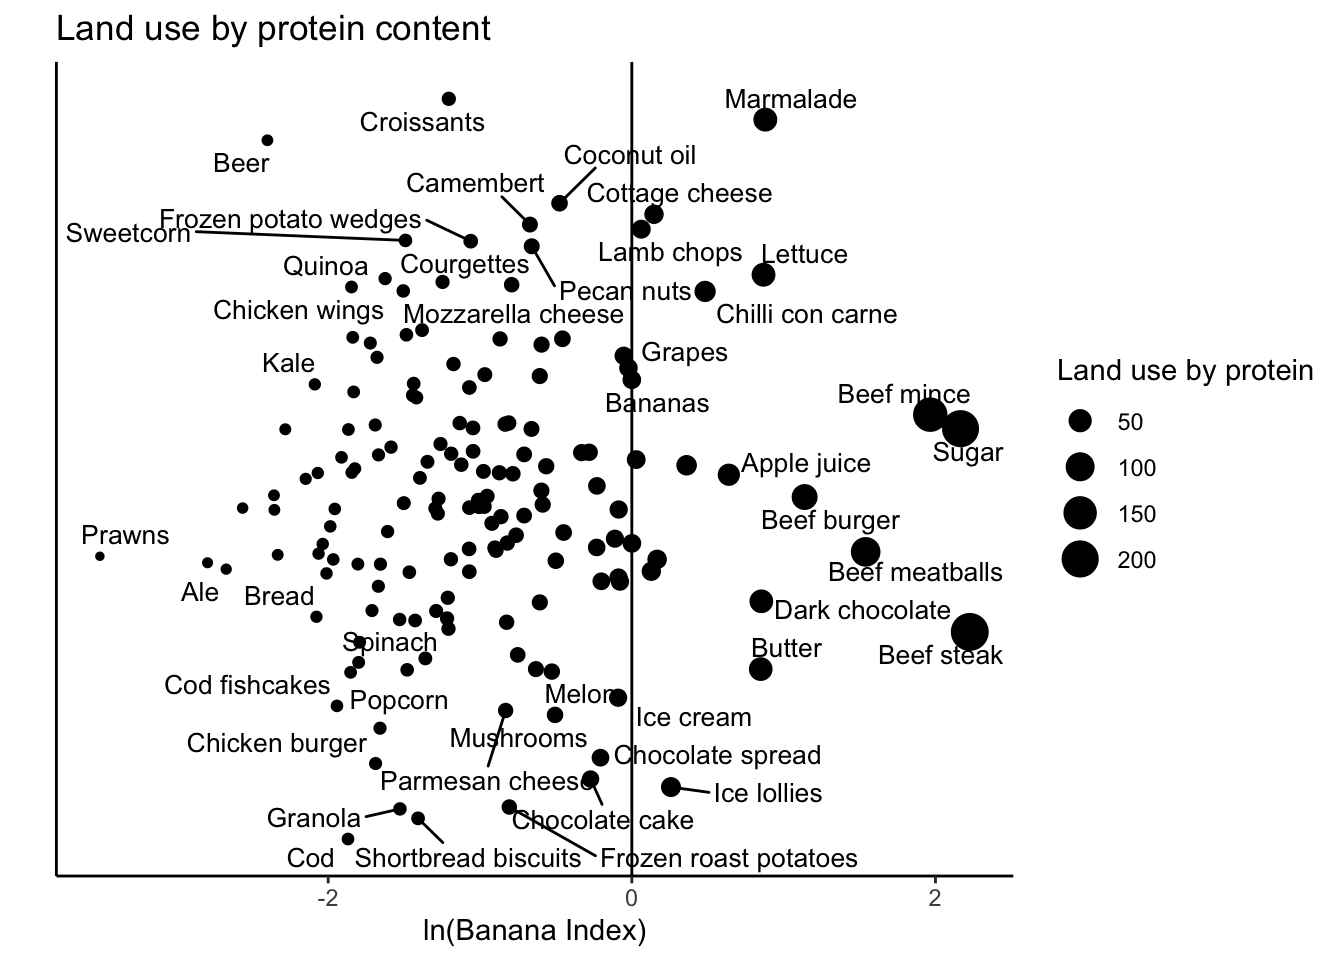 Land use by protein content
Marmalade
Croissants
Beer
Coconut oil
Camembert
Cottage cheese
Frozen potato wedges
Sweetcorn
Lamb chops
Lettuce
Quinoa
Courgettes
Pecan nuts
Chicken wings
Mozzarella cheese
Chilli con carne
Grapes
Kale
Land use by protein
Beef mince
Bananas
50
Sugar
Apple juice
100
Beef burger
150
Prawns
200
Beef meatballs
Ale
Bread
Dark chocolate
Spinach
Butter
Beef steak
Cod fishcakes
Melon
Popcorn
Ice cream
Mushrooms
Chicken burger
Chocolate spread
Parmesan cheese
Ice lollies
Granola
Chocolate cake
Cod
Shortbread biscuits
Frozen roast potatoes
-2
0
2
ln(Banana Index)